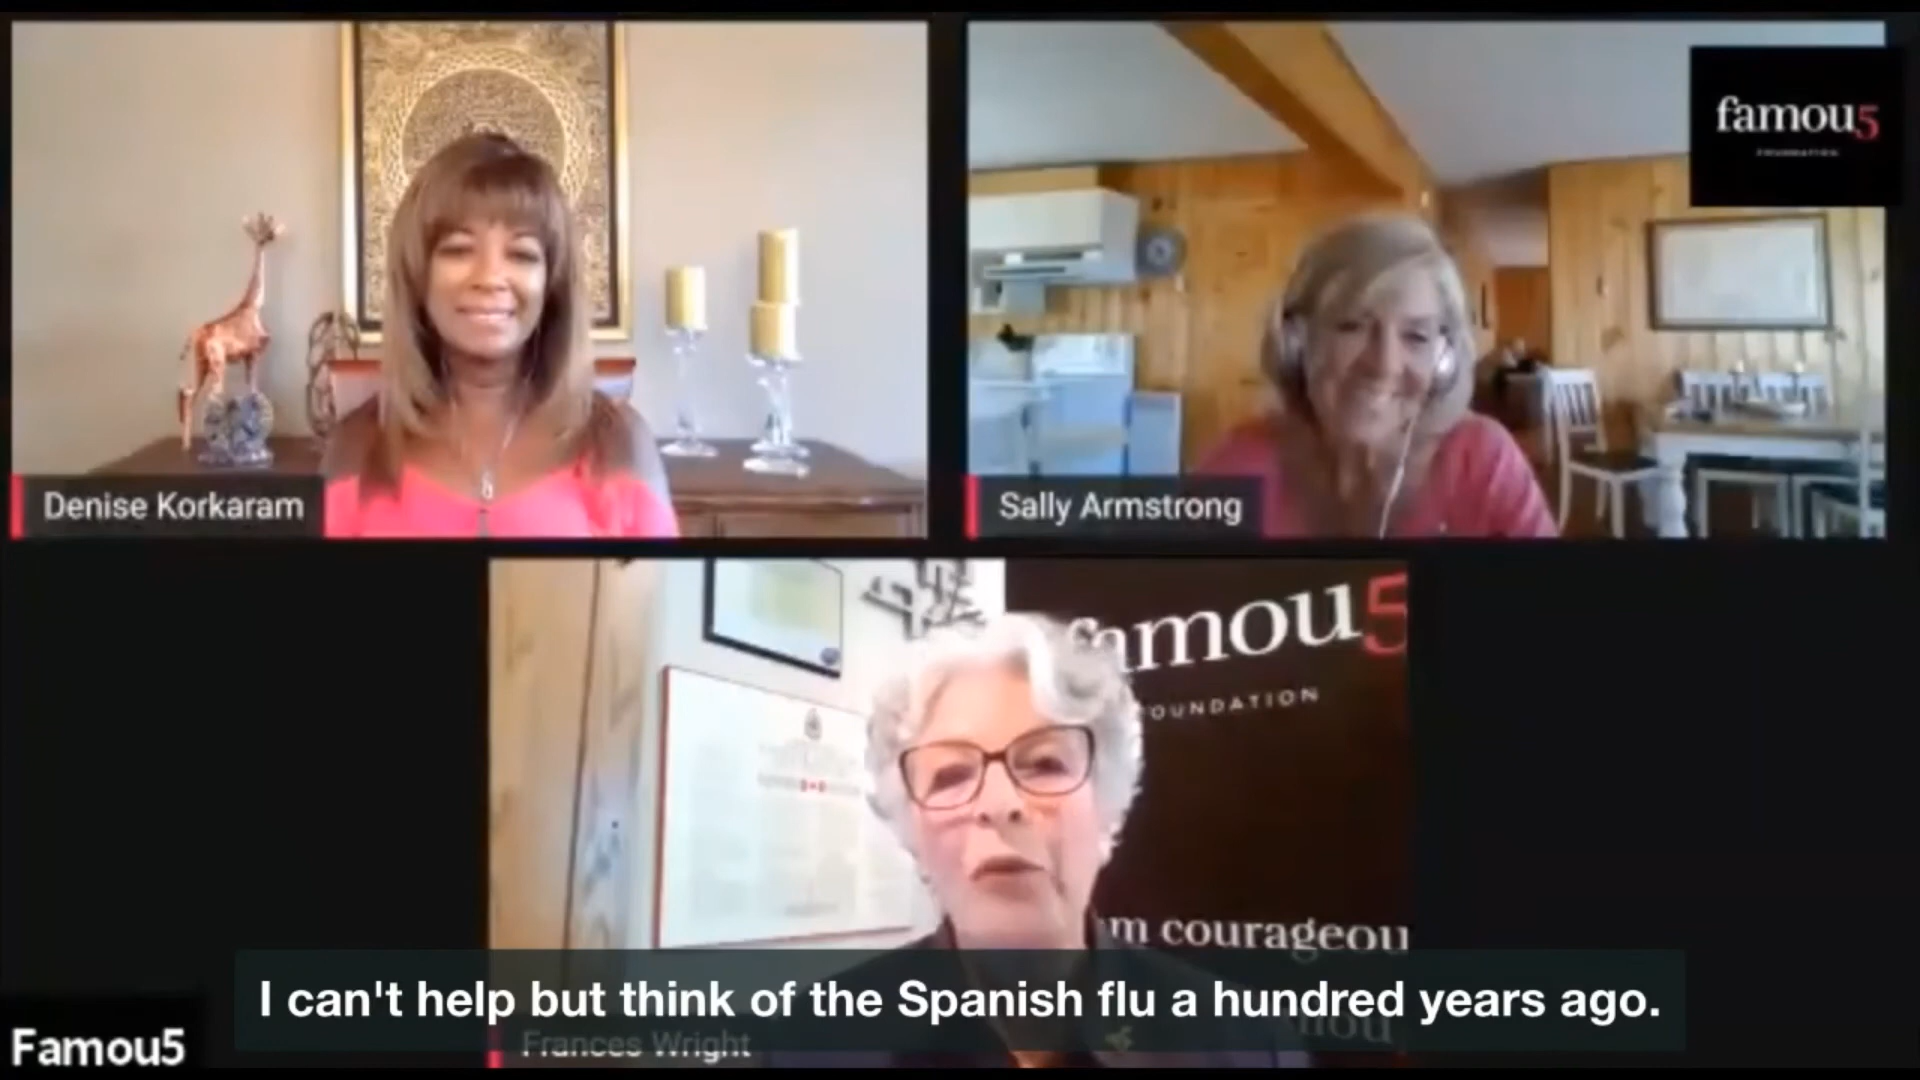 famou5
FOUNDATION
Denise Korkaram
Sally Armstrong
famou5
OUNDATION
m courageou
I can't help but think of the Spanish flu a hundred years ago.
Famou5
Frances Wright